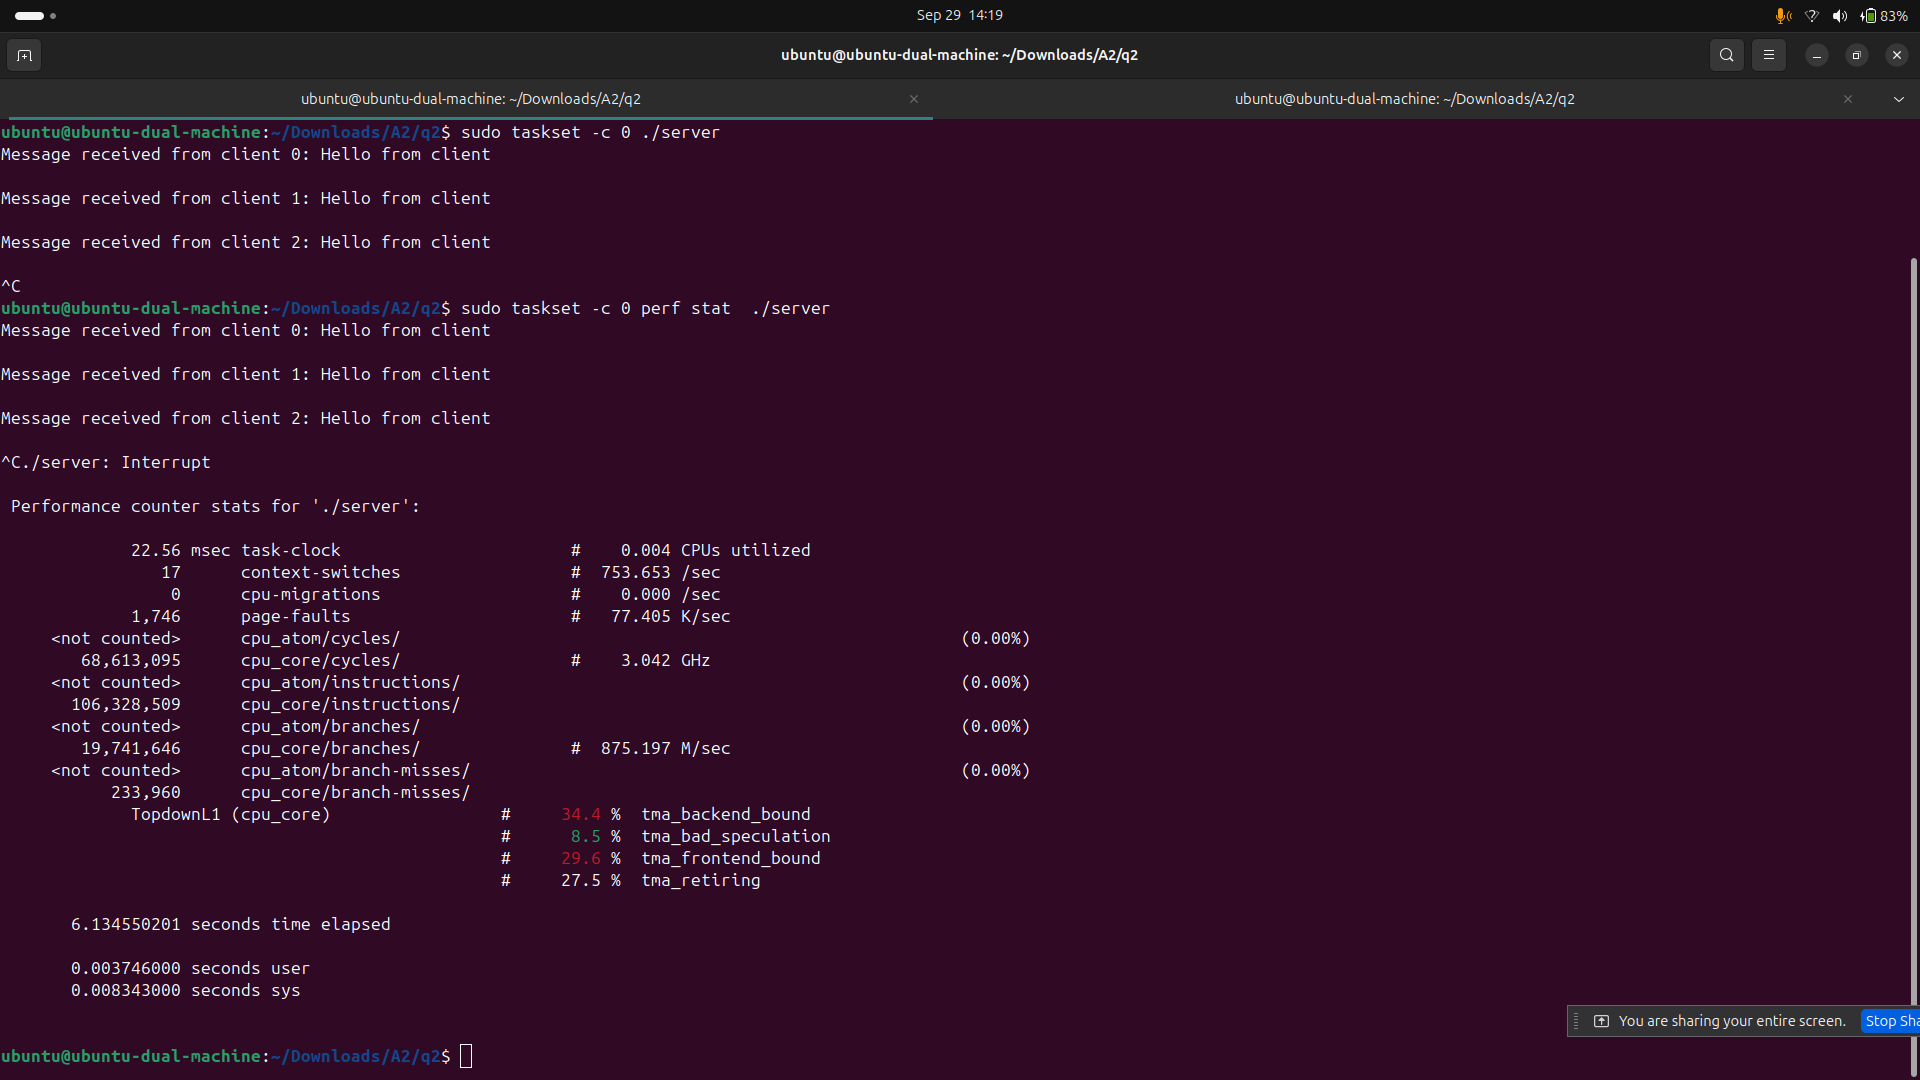 Sep 29 14:19
83%
ubuntu@ubuntu-dual-machine: ~/Downloads/A2/q2
ubuntu@ubuntu-dual-machine: ~/Downloads/A2/q2
ubuntu@ubuntu-dual-machine: ~/Downloads/A2/q2
ubuntu@ubuntu-dual-machine:~/Downloads/A2/q2$ sudo taskset -c 0 ./server
Message received from client 0: Hello from client
Message received from client 1: Hello from client
Message received from client 2: Hello from client
^C
ubuntu@ubuntu-dual-machine:~/Downloads/A2/q2$ sudo taskset -c 0 perf stat  ./server
Message received from client 0: Hello from client
Message received from client 1: Hello from client
Message received from client 2: Hello from client
^C./server: Interrupt
Performance counter stats for './server':
22.56 msec task-clock # 0.004 CPUs utilized
17 context-switches # 753.653 /sec
0 cpu-migrations # 0.000 /sec
1,746 page-faults # 77.405 K/sec
<not counted> cpu_atom/cycles/ (0.00%)
68,613,095 cpu_core/cycles/ # 3.042 GHz
<not counted> cpu_atom/instructions/ (0.00%)
106,328,509 cpu_core/instructions/
<not counted> cpu_atom/branches/ (0.00%)
19,741,646 cpu_core/branches/ # 875.197 M/sec
<not counted> cpu_atom/branch-misses/ (0.00%)
233,960 cpu_core/branch-misses/
TopdownL1 (cpu_core) # 34.4 % tma_backend_bound
# 8.5 % tma_bad_speculation
# 29.6 % tma_frontend_bound
# 27.5 % tma_retiring
6.134550201 seconds time elapsed
0.003746000 seconds user
0.008343000 seconds sys
You are sharing your entire screen. Stop Sha
ubuntu@ubuntu-dual-machine:~/Downloads/A2/q2$